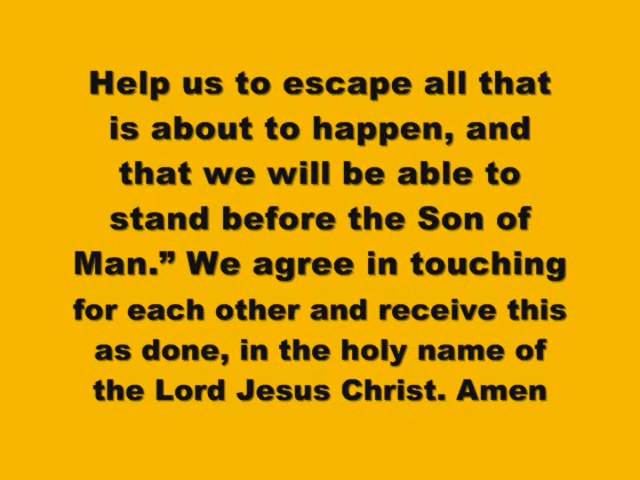 Help us to escape all that
is about to happen, and
that we will be able to
stand before the Son of
Man.” We agree in touching
for each other and receive this
as done, in the holy name of
the Lord Jesus Christ. Amen